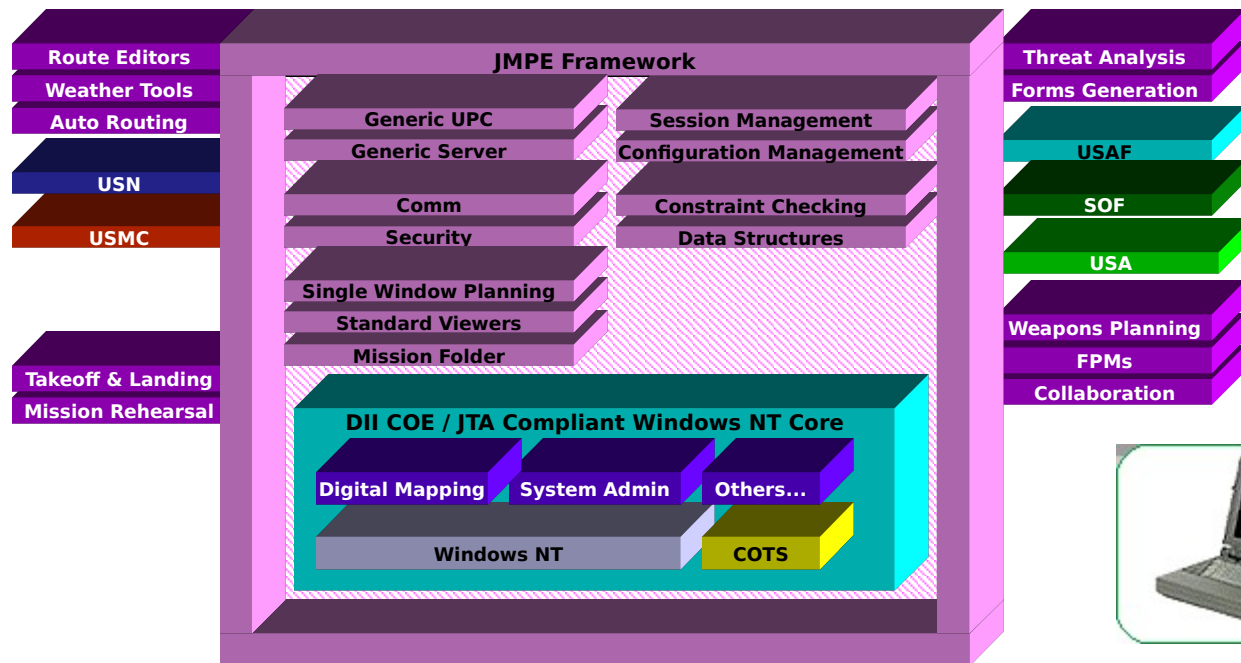 JMPE Framework
Route Editors
Weather Tools
Auto Routing
USN
USMC
Takeoff & Landing
Mission Rehearsal
Generic UPC
Generic Server
Comm
Security
Single Window Planning
Standard Viewers
Mission Folder
Session Management
Configuration Management
Constraint Checking
Data Structures
DII COE / JTA Compliant Windows NT Core
Digital Mapping
System Admin
Others...
Windows NT
COTS
Threat Analysis
Forms Generation
USAF
SOF
USA
Weapons Planning
FPMs
Collaboration